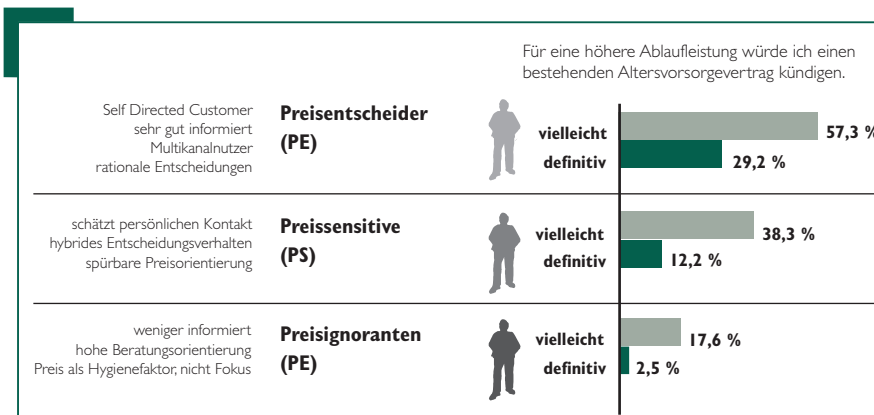 Für eine höhere Ablaufleistung würde ich einen
bestehenden Altersvorsorgevertrag kündigen.
Self Directed Customer
sehr gut informiert
Multikanalnutzer
rationale Entscheidungen
Preisentscheider
(PE)
vielleicht
57,3 %
definitiv
29,2 %
schätzt persönlichen Kontakt
hybrides Entscheidungsverhalten
spürbare Preisorientierung
Preissensitive
(PS)
vielleicht
38,3 %
definitiv
12,2 %
weniger informiert
hohe Beratungsorientierung
Preis als Hygienefaktor, nicht Fokus
Preisignoranten
(PE)
vielleicht
17,6 %
definitiv
2,5 %